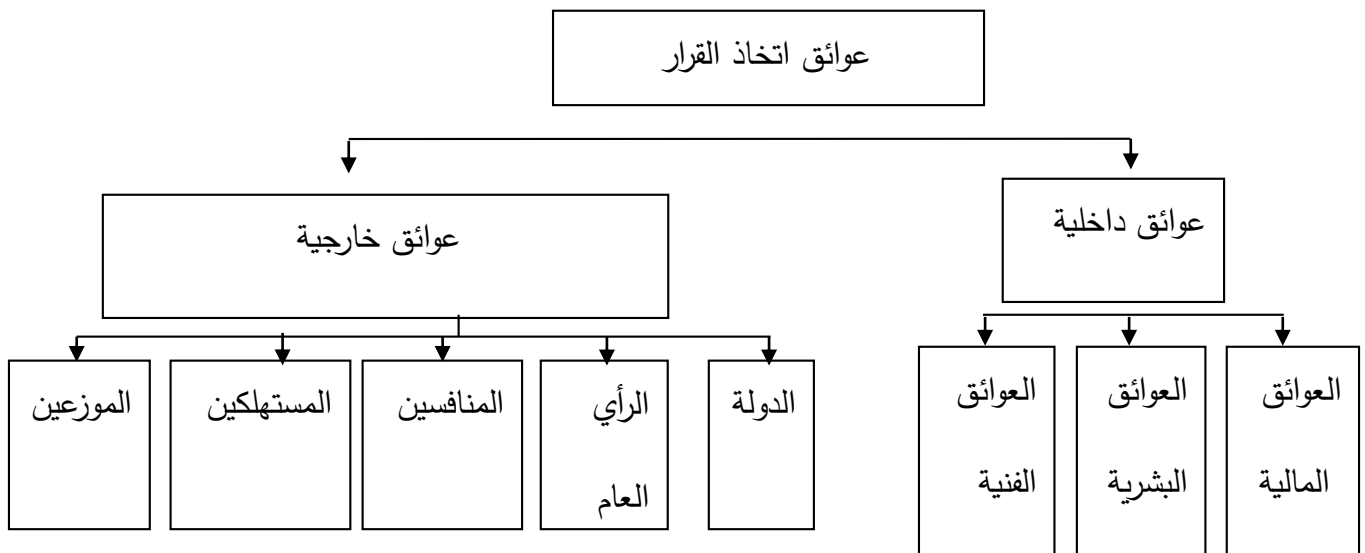 عوائق اتخاذ القرار
عوائق داخلية
عوائق خارجية
العوائق
المالية
العوائق
البشرية
العوائق
الفنية
الدولة
الرأي
العام
المنافسين
المستهلكين
الموزعين